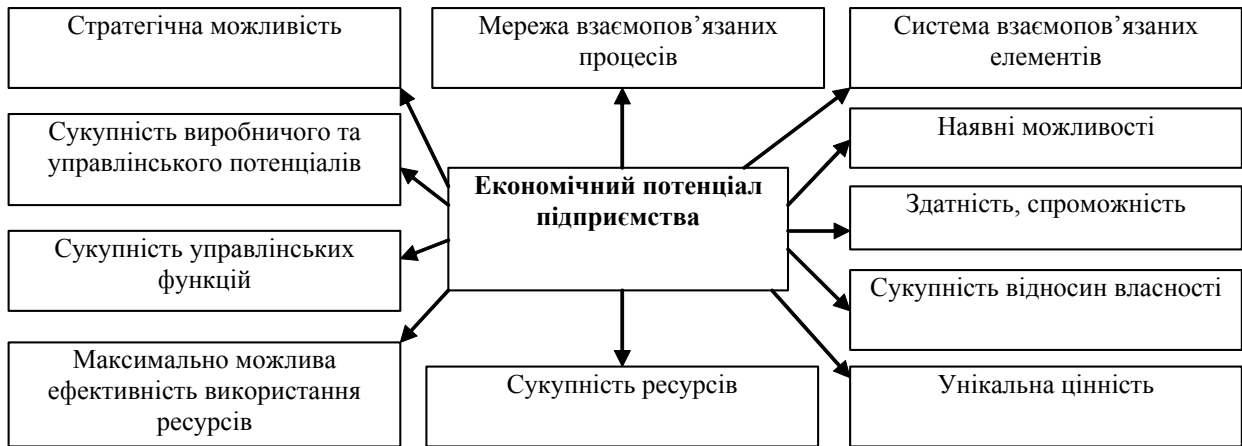 Стратегічна можливість
Мережа взаємопов’язаних
процесів
Система взаємопов’язаних
елементів
Сукупність виробничого та
управлінського потенціалів
Економічний потенціал
підприємства
Наявні можливості
Здатність, спроможність
Сукупність управлінських
функцій
Сукупність відносин власності
Максимально можлива
ефективність використання
ресурсів
Сукупність ресурсів
Унікальна цінність